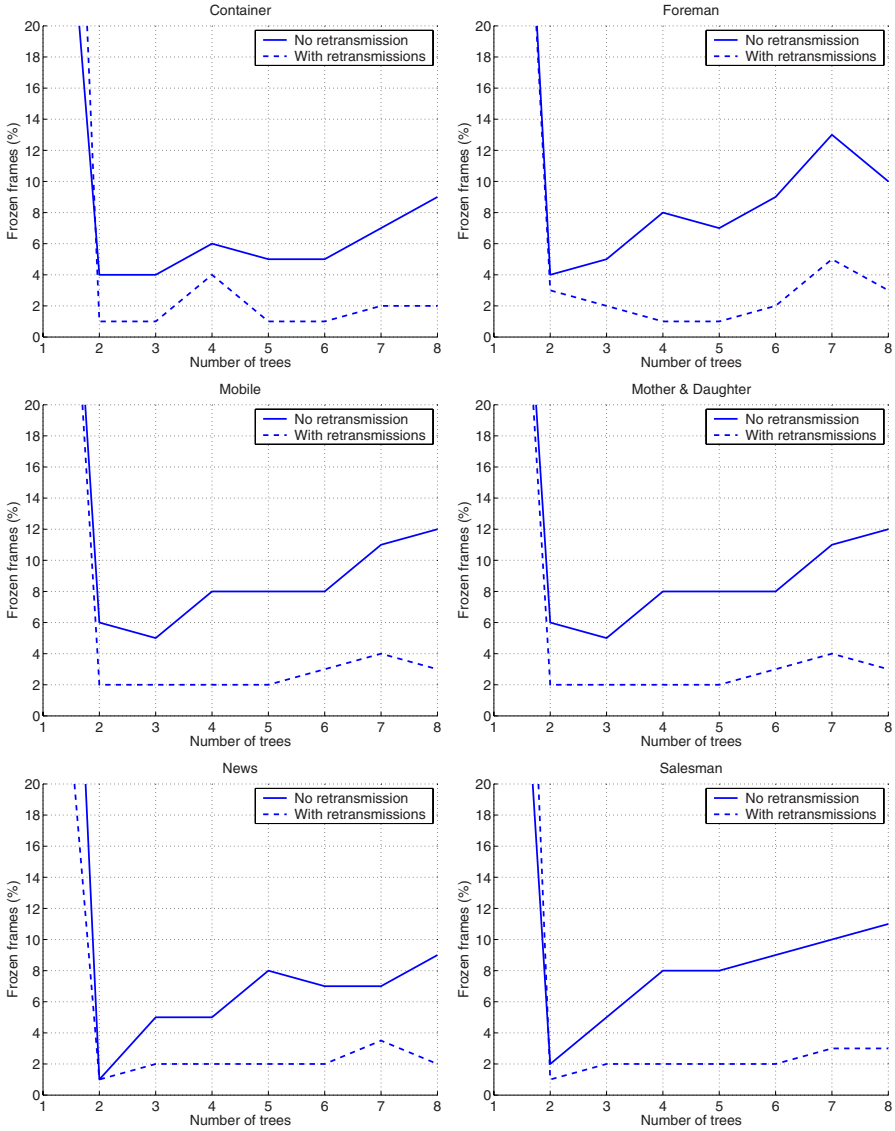 Container
20
18
16
14
12
10
8
6
4
2
0
Frozen frames (%)
No retransmission
With retransmissions
1 2 3 4 5 6 7 8
Number of trees
Foreman
20
18
16
14
12
10
8
6
4
2
0
Frozen frames (%)
No retransmission
With retransmissions
1 2 3 4 5 6 7 8
Number of trees
Mobile
20
18
16
14
12
10
8
6
4
2
0
Frozen frames (%)
No retransmission
With retransmissions
1 2 3 4 5 6 7 8
Number of trees
Mother & Daughter
20
18
16
14
12
10
8
6
4
2
0
Frozen frames (%)
No retransmission
With retransmissions
1 2 3 4 5 6 7 8
Number of trees
News
20
18
16
14
12
10
8
6
4
2
0
Frozen frames (%)
No retransmission
With retransmissions
1 2 3 4 5 6 7 8
Number of trees
Salesman
20
18
16
14
12
10
8
6
4
2
0
Frozen frames (%)
No retransmission
With retransmissions
1 2 3 4 5 6 7 8
Number of trees